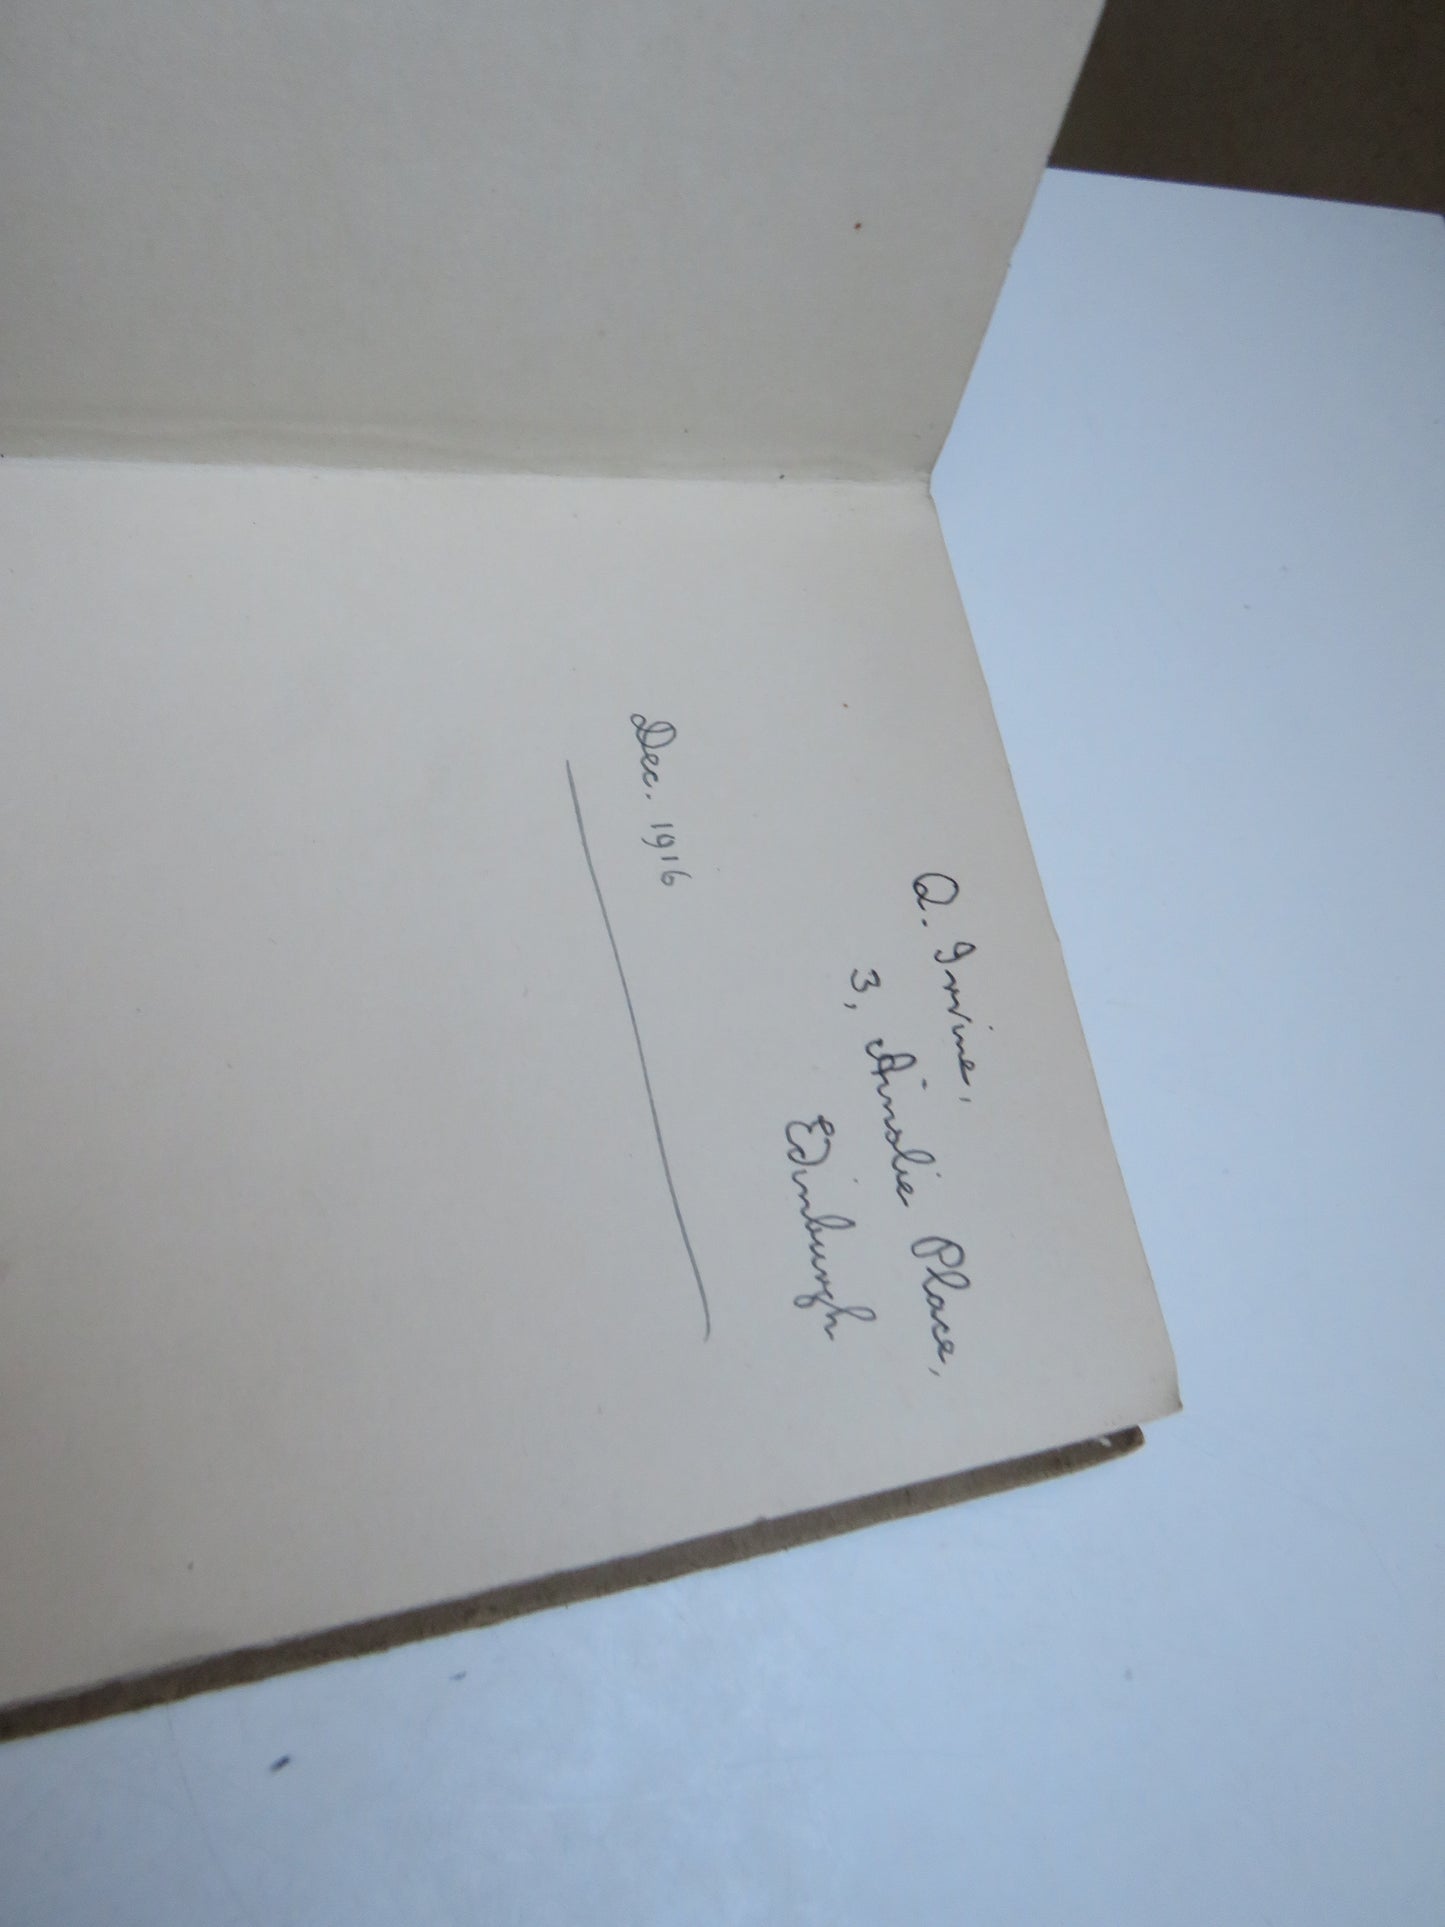 Q. Irvine,
3, Ainslie Place,
Edinburgh
Dec. 1916